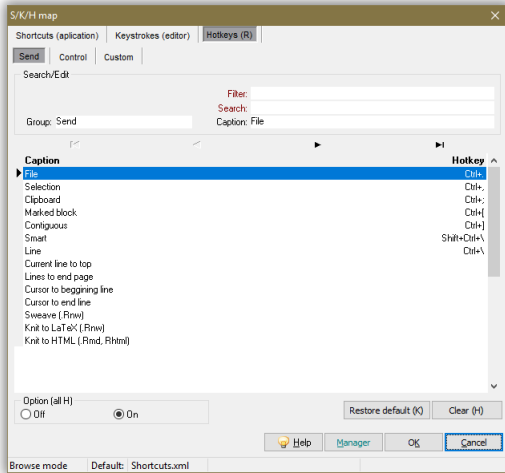 S/K/H map
Shortcuts (aplication) Keystrokes (editor) Hotkeys (R)
Send Control Custom
Search/Edit
Filter:
Search:
Group: Send Caption: File
Caption Hotkey
File Ctrl+.
Selection Ctrl+,
Clipboard Ctrl+;
Marked block Ctrl+[
Contiguous Ctrl+]
Smart Shift+Ctrl+\
Line Ctrl+\
Current line to top
Lines to end page
Cursor to beggining line
Cursor to end line
Sweave (.Rnw)
Knit to LaTeX (.Rnw)
Knit to HTML (.Rmd, Rhtml)
Option (all H)
Off On
Restore default (K) Clear (H)
Help Manager OK Cancel
Browse mode Default: Shortcuts.xml